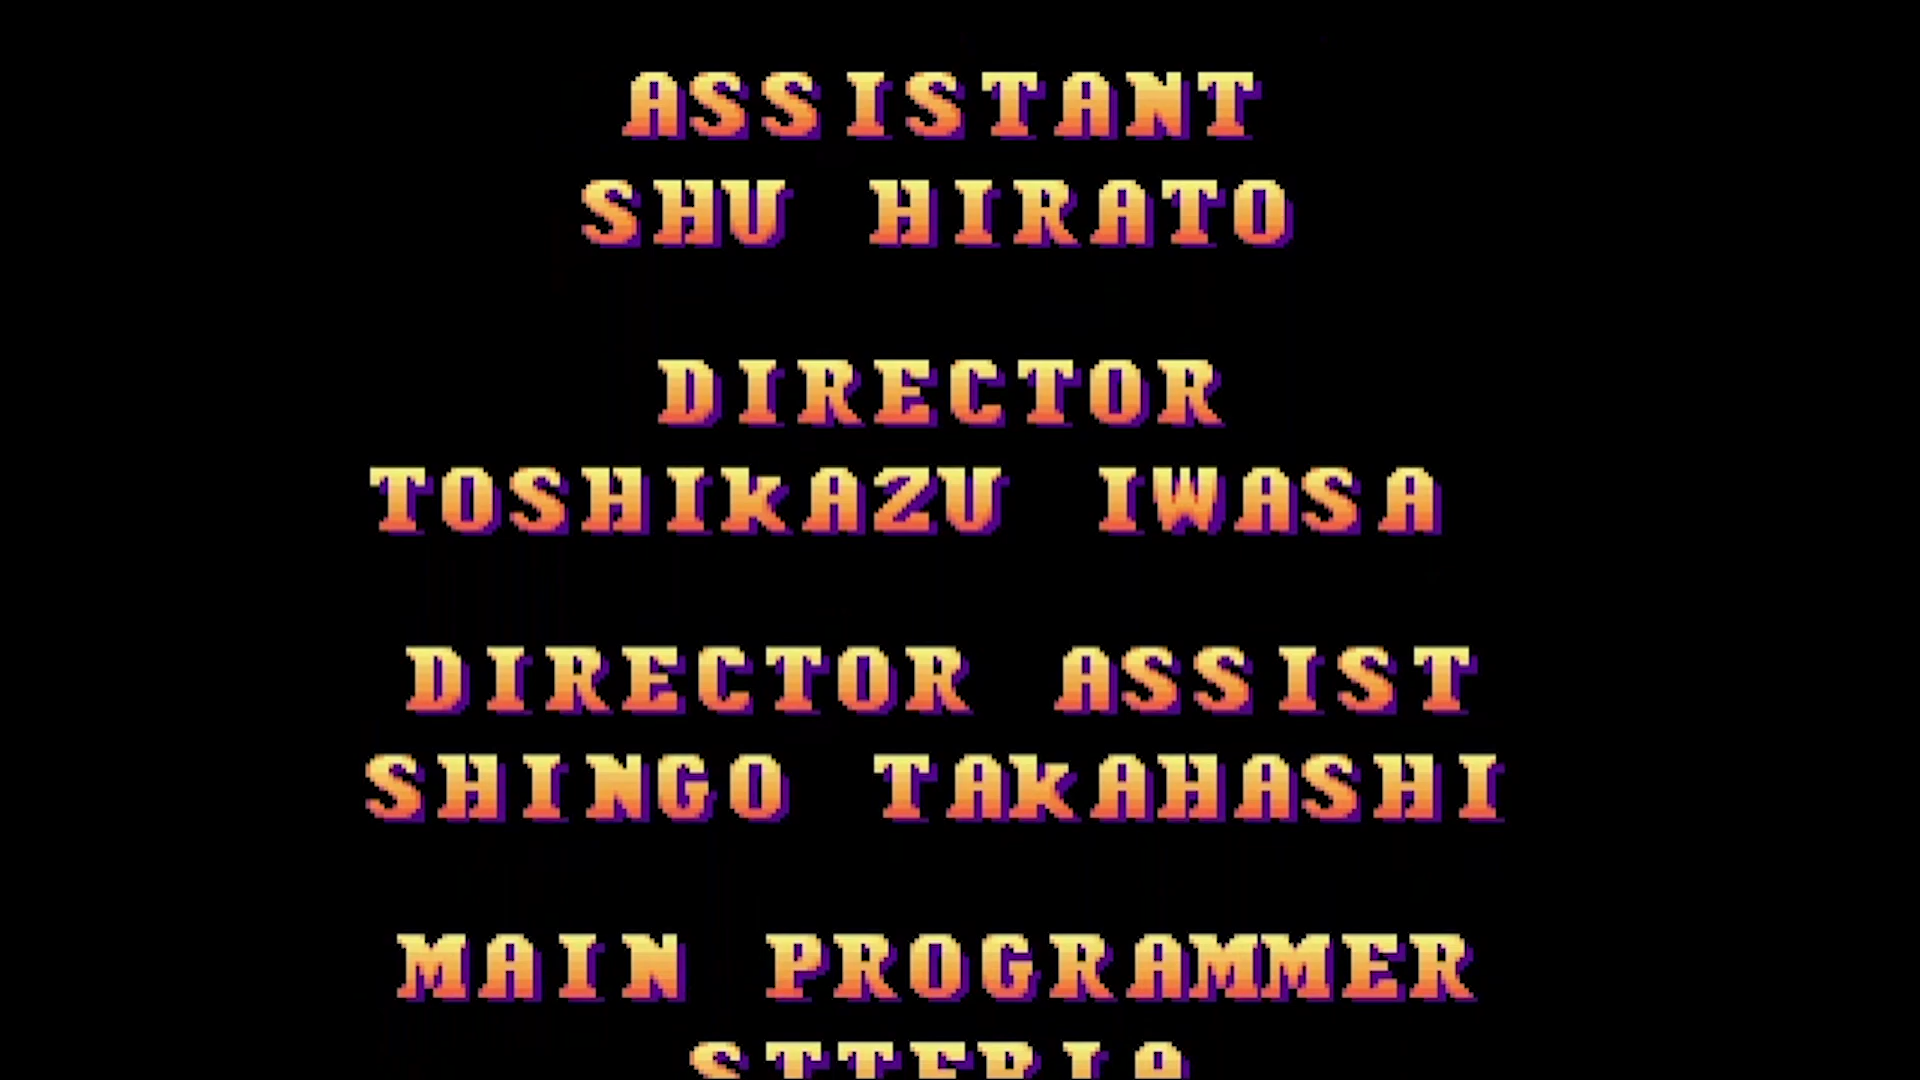 ASSISTANT
SHU HIRATO
DIRECTOR
TOSHIkAZU IWASA
DIRECTOR ASSIST
SHINGO TAkAHASHI
MAIN PROGRAMMER